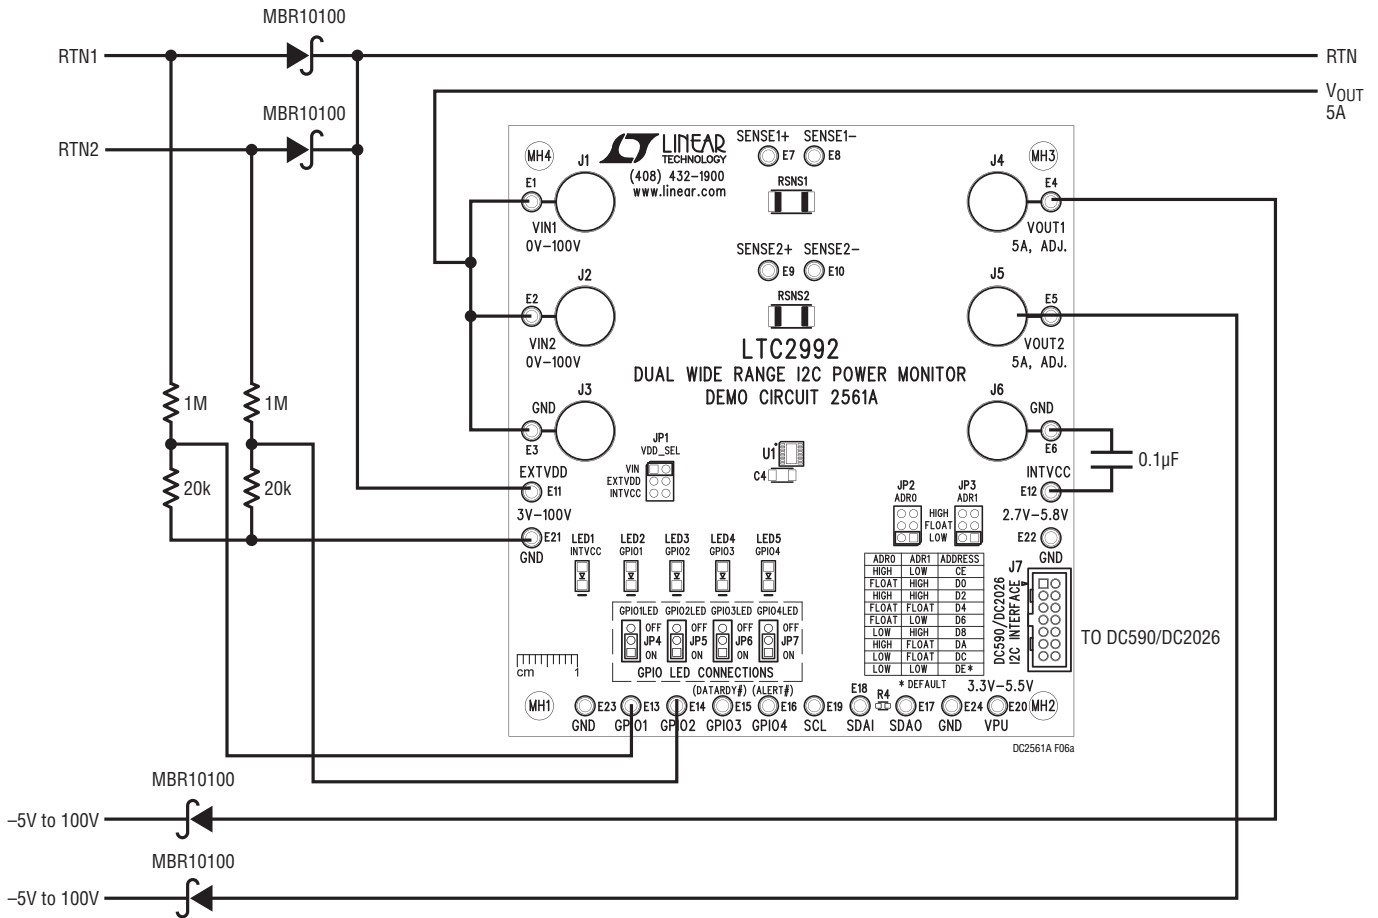 MBR10100
RTN1
RTN
MBR10100
VOUT
5A
RTN2
MH4
LINEAR
TECHNOLOGY
(408) 432-1900
www.linear.com
SENSE1+ SENSE1-
E7 E8
RSNS1
MH3
J1
E1
VIN1
0V-100V
J4
E4
VOUT1
5A, ADJ.
SENSE2+ SENSE2-
E9 E10
RSNS2
J2
E2
VIN2
0V-100V
J5
E5
VOUT2
5A, ADJ.
LTC2992
DUAL WIDE RANGE I2C POWER MONITOR
DEMO CIRCUIT 2561A
1M
1M
20k
20k
J3
GND
E3
J6
GND
E6
0.1µF
JP1
VDD_SEL
VIN
EXTVDD
INTVCC
U1
C4
EXTVDD
E11
3V-100V
E21
GND
INTVCC
E12
2.7V-5.8V
E22
GND
JP2
ADR0
JP3
ADR1
HIGH
FLOAT
LOW
LED1
INTVCC
LED2
GPIO1
LED3
GPIO2
LED4
GPIO3
LED5
GPIO4
ADR0 ADR1 ADDRESS
HIGH LOW CE
FLOAT HIGH D0
HIGH HIGH D2
FLOAT FLOAT D4
FLOAT LOW D6
LOW HIGH D8
HIGH FLOAT DA
LOW FLOAT DC
LOW LOW DE*
* DEFAULT
J7
DC590/DC2026
I2C INTERFACE
TO DC590/DC2026
GPIO1LED GPIO2LED GPIO3LED GPIO4LED
OFF OFF OFF OFF
JP4 JP5 JP6 JP7
ON ON ON ON
GPIO LED CONNECTIONS
cm 1
(DATARDY#) (ALERT#)
E18
R4
3.3V-5.5V
MH1
E23 E13 E14 E15 E16 E19 E17 E24 E20
MH2
GND GPIO1 GPIO2 GPIO3 GPIO4 SCL SDAI SDAO GND VPU
DC2561A F06a
MBR10100
–5V to 100V
MBR10100
–5V to 100V